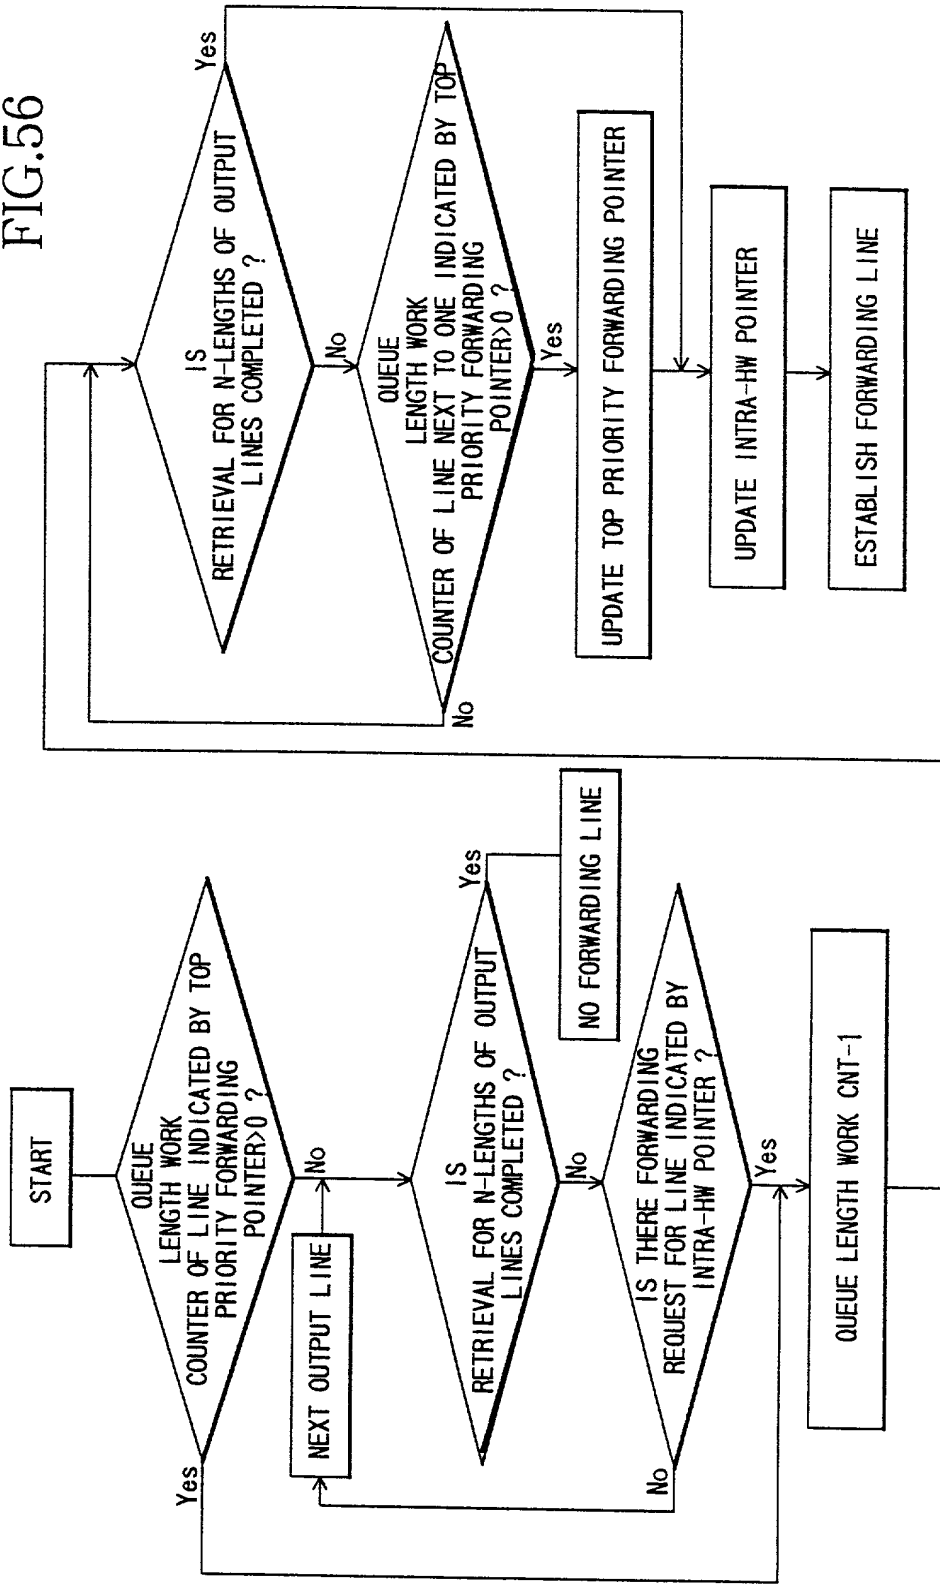 FIG.56
START
QUEUE
LENGTH WORK
COUNTER OF LINE INDICATED BY TOP
PRIORITY FORWARDING
POINTER>0 ?
Yes
No
NEXT OUTPUT LINE
IS
RETRIEVAL FOR N-LENGTHS OF OUTPUT
LINES COMPLETED ?
Yes
No
NO FORWARDING LINE
IS THERE FORWARDING
REQUEST FOR LINE INDICATED BY
INTRA-HW POINTER ?
No
Yes
QUEUE LENGTH WORK CNT-1
IS
RETRIEVAL FOR N-LENGTHS OF OUTPUT
LINES COMPLETED ?
Yes
No
QUEUE
LENGTH WORK
COUNTER OF LINE NEXT TO ONE INDICATED BY TOP
PRIORITY FORWARDING
POINTER>0 ?
No
Yes
UPDATE TOP PRIORITY FORWARDING POINTER
UPDATE INTRA-HW POINTER
ESTABLISH FORWARDING LINE